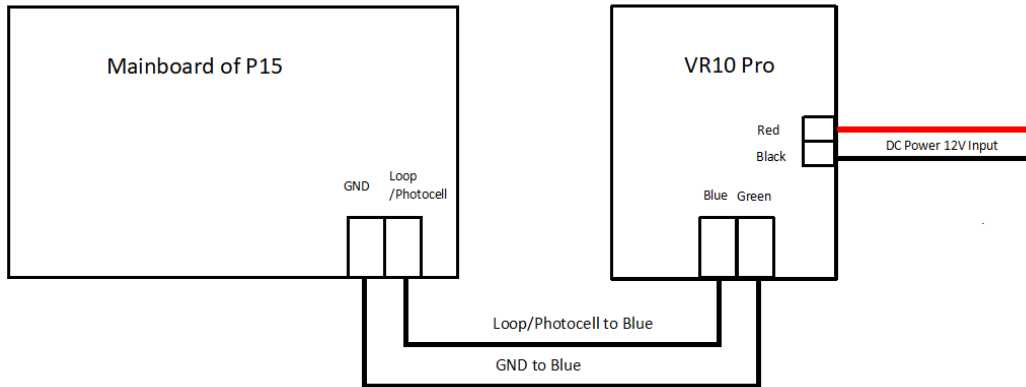 Mainboard of P15
VR10 Pro
Red
Black
DC Power 12V Input
GND
Loop
/Photocell
Blue
Green
Loop/Photocell to Blue
GND to Blue